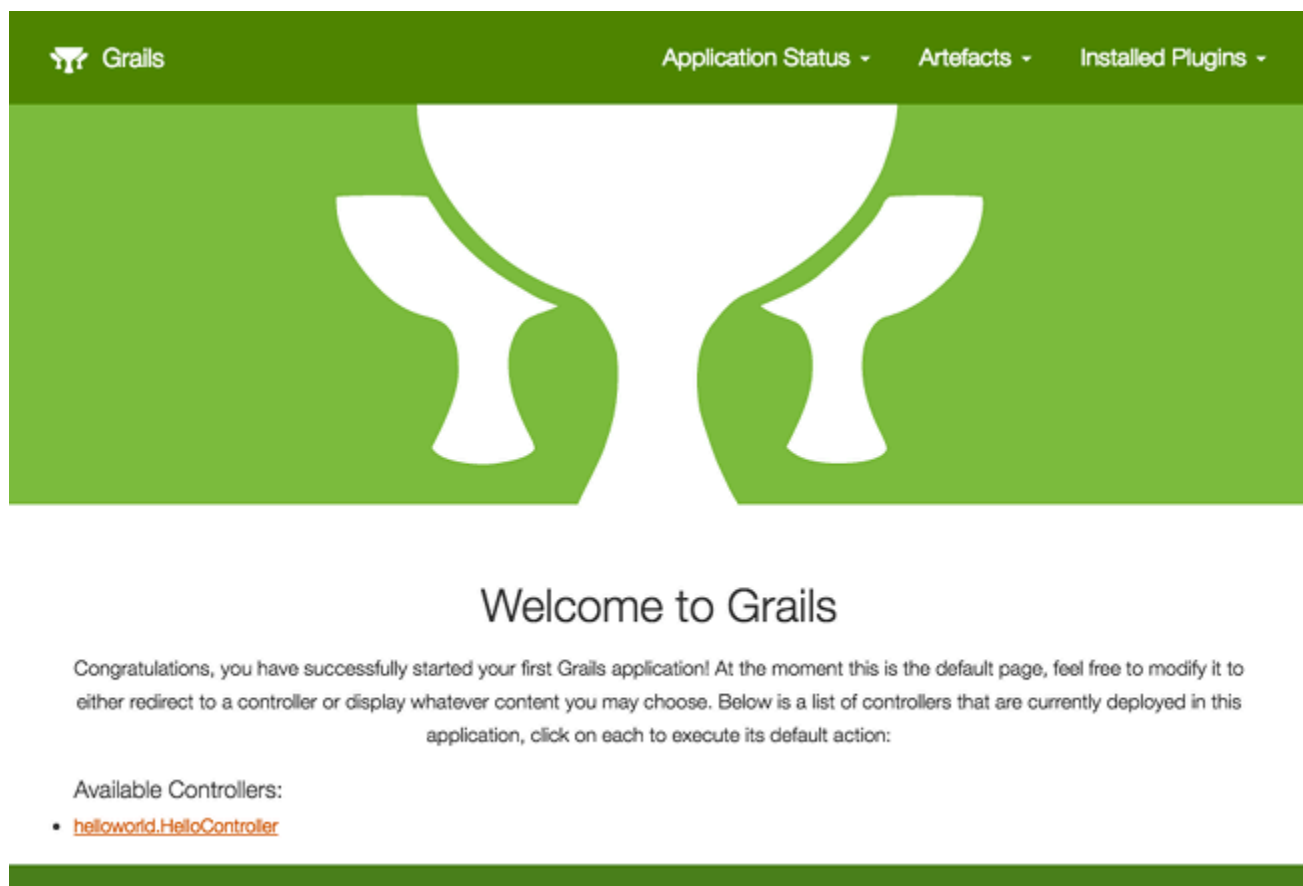 Grails
Application Status
Artefacts
Installed Plugins
Welcome to Grails
Congratulations, you have successfully started your first Grails application! At the moment this is the default page, feel free to modify it to
either redirect to a controller or display whatever content you may choose. Below is a list of controllers that are currently deployed in this
application, click on each to execute its default action:
Available Controllers:
helloworld.HelloController